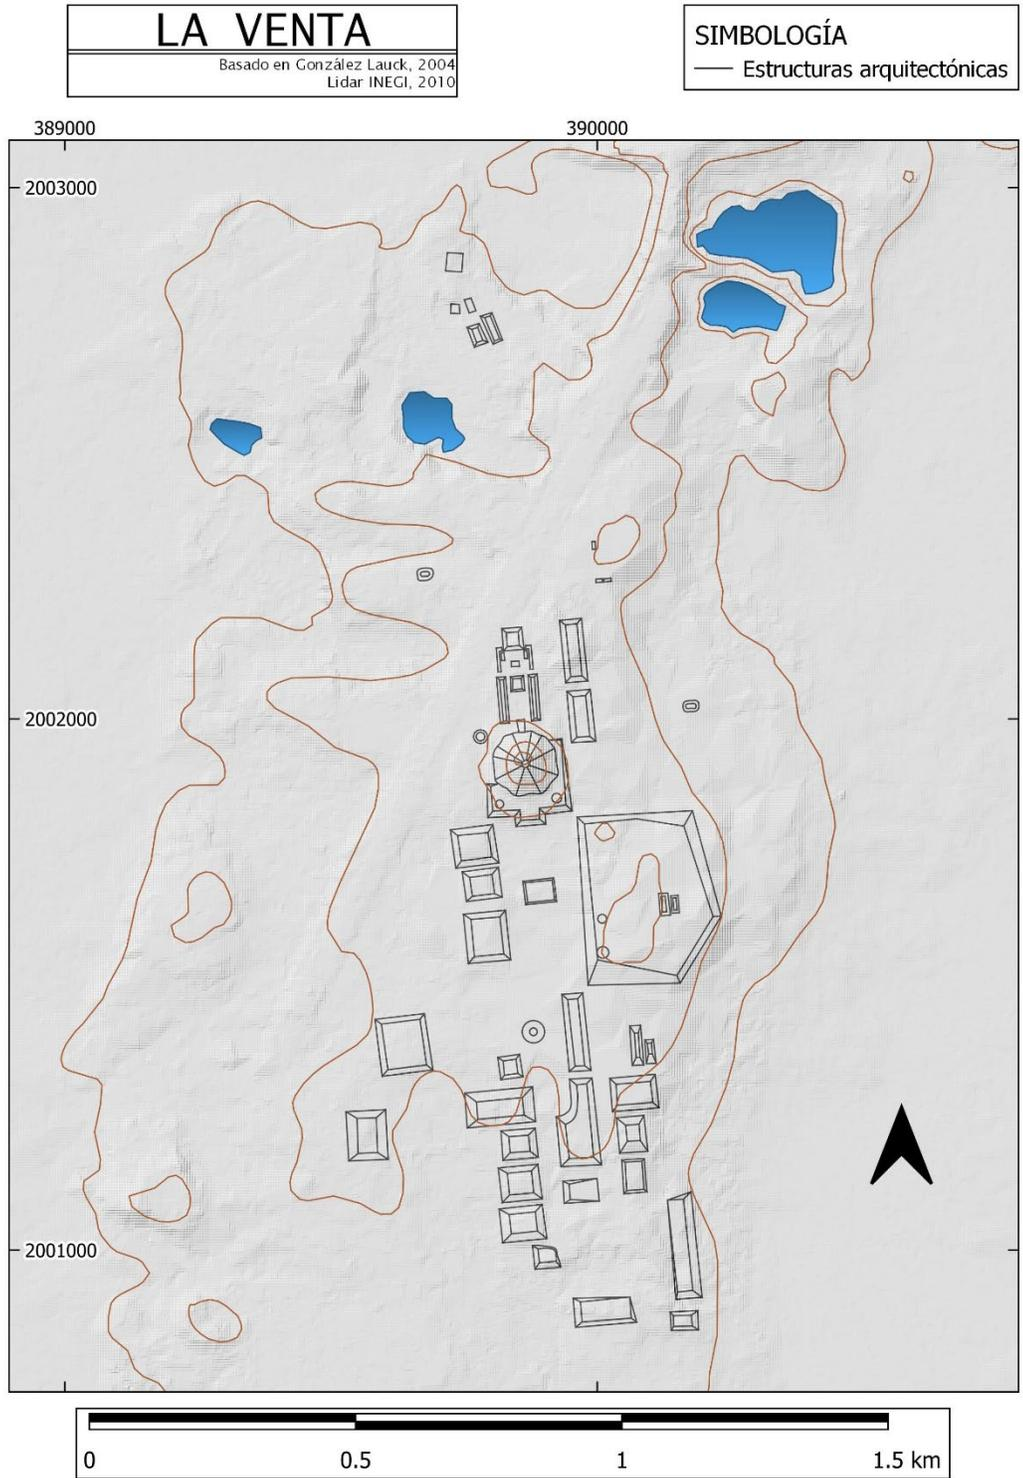 LA VENTA
Basado en González Lauck, 2004
Lidar INEGI, 2010
SIMBOLOGÍA
Estructuras arquitectónicas
389000
390000
2003000
2002000
2001000
0
0.5
1
1.5 km